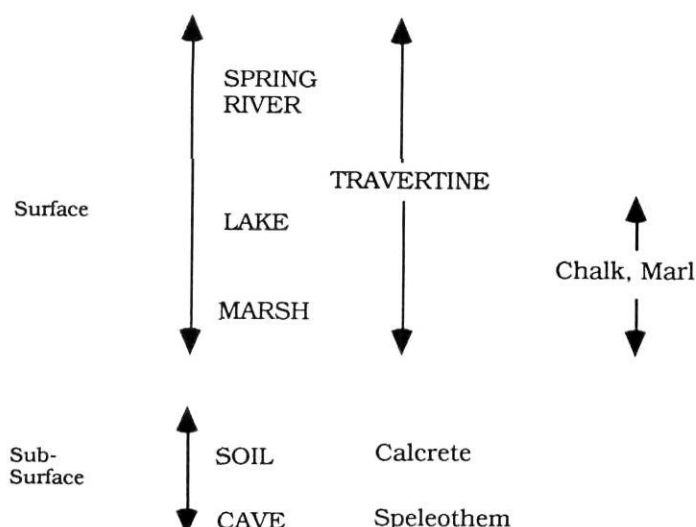 SPRING
RIVER
TRAVERTINE
Surface
LAKE
Chalk, Marl
MARSH
Sub-
Surface
SOIL
Calcrete
CAVE
Speleothem